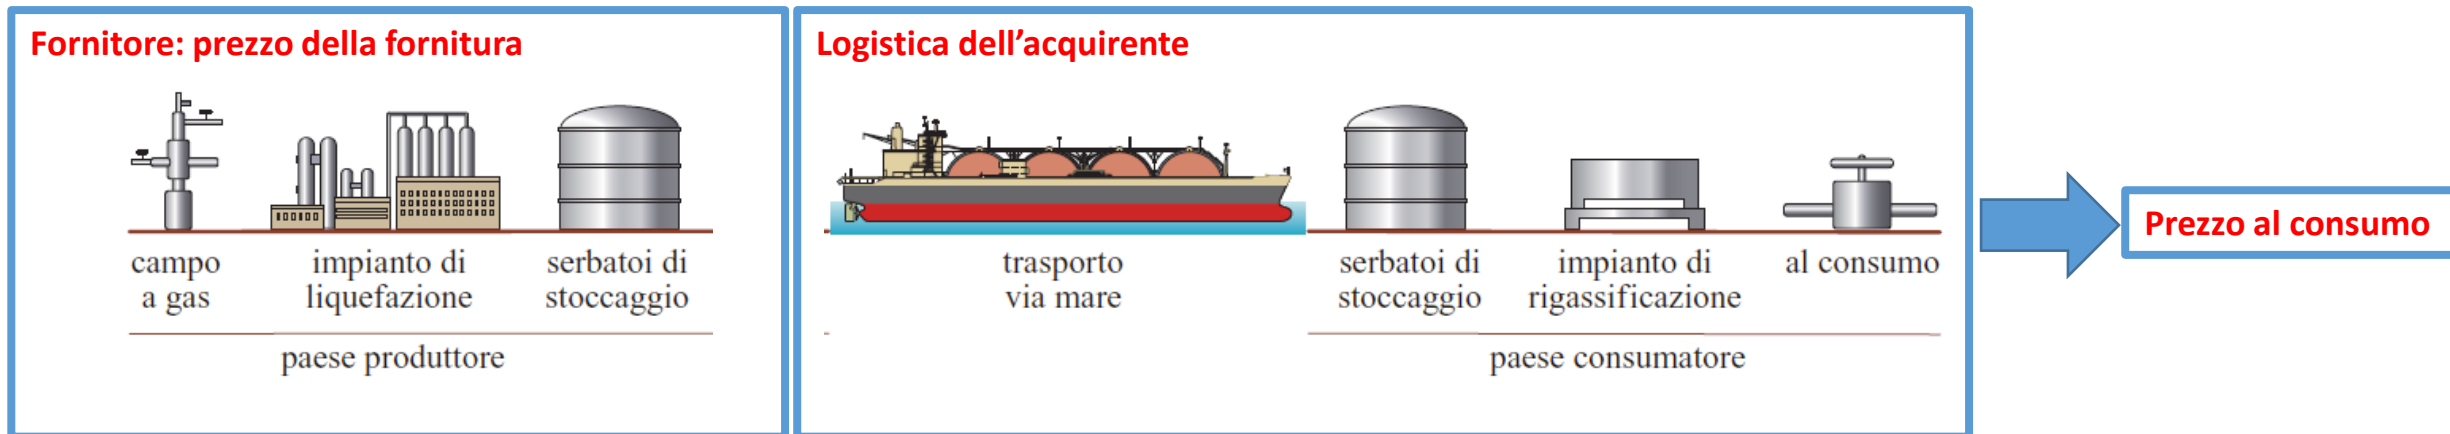 Fornitore: prezzo della fornitura
campo
a gas
impianto di
liquefazione
serbatoi di
stoccaggio
paese produttore
Logistica dell’acquirente
trasporto
via mare
serbatoi di
stoccaggio
impianto di
rigassificazione
al consumo
paese consumatore
Prezzo al consumo